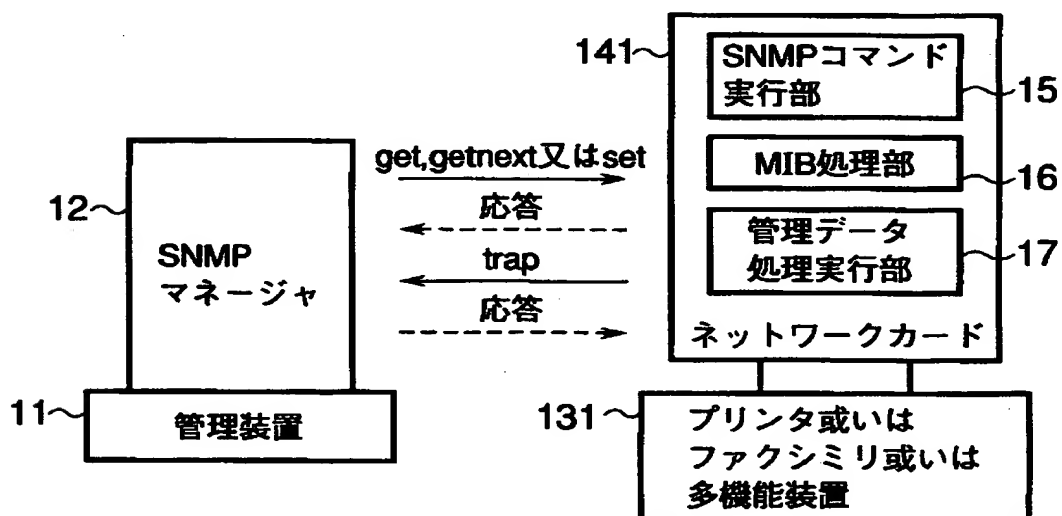 141
SNMPコマンド
実行部
15
MIB処理部
16
管理データ
処理実行部
17
ネットワークカード
get,getnext又はset
応答
trap
応答
12
SNMP
マネージャ
11
管理装置
131
プリンタ或いは
ファクシミリ或いは
多機能装置